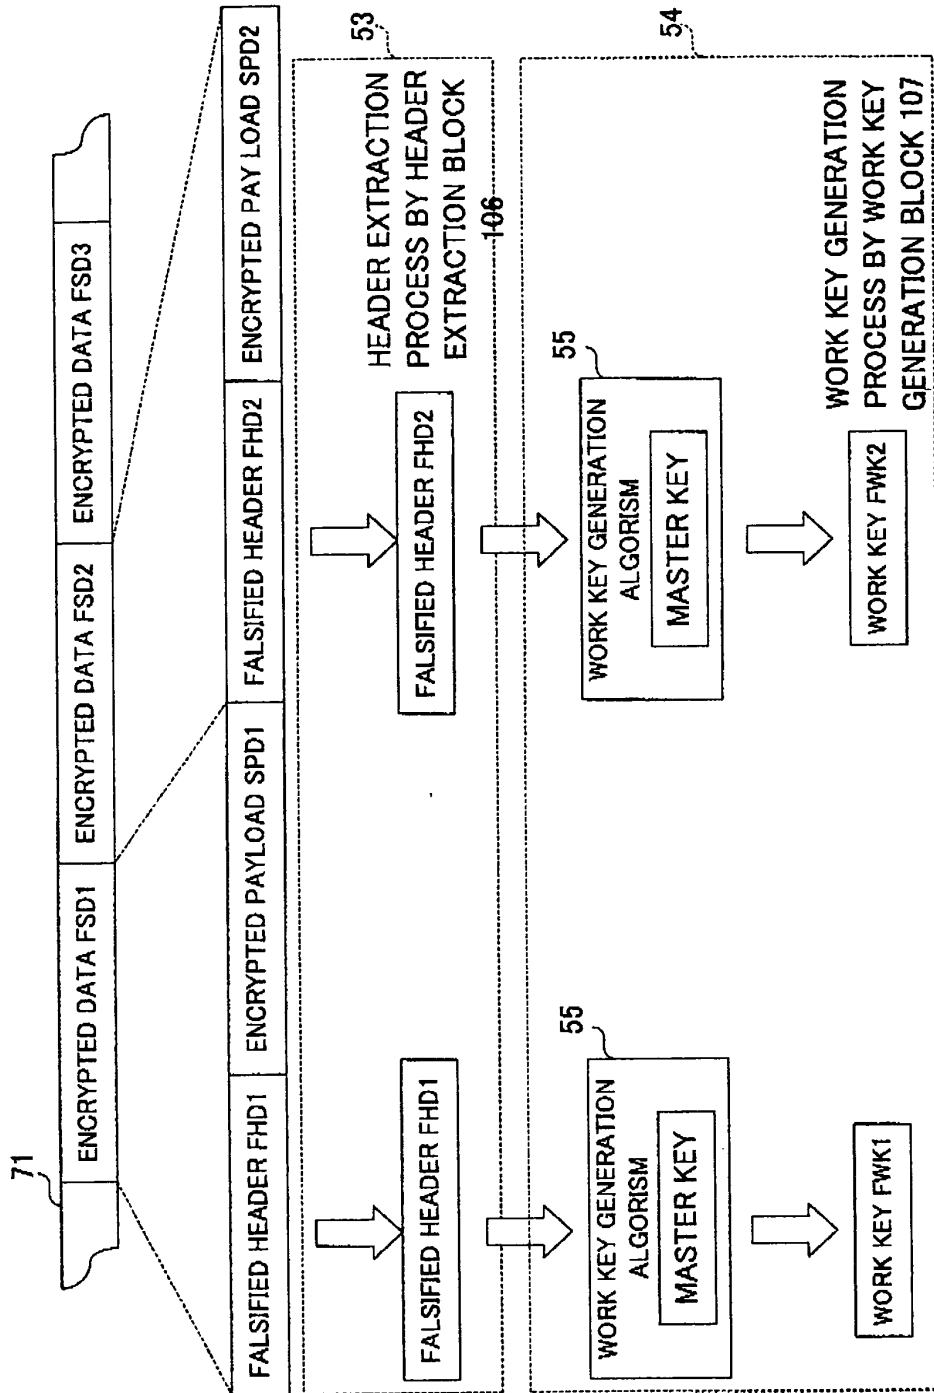 71
ENCRYPTED DATA FSD1
ENCRYPTED DATA FSD2
ENCRYPTED DATA FSD3
FALSIFIED HEADER FHD1
ENCRYPTED PAYLOAD SPD1
FALSIFIED HEADER FHD2
ENCRYPTED PAY LOAD SPD2
53
FALSIFIED HEADER FHD1
FALSIFIED HEADER FHD2
HEADER EXTRACTION
PROCESS BY HEADER
EXTRACTION BLOCK
106
54
55
WORK KEY GENERATION
ALGORISM
MASTER KEY
55
WORK KEY GENERATION
ALGORISM
MASTER KEY
WORK KEY FWK1
WORK KEY FWK2
WORK KEY GENERATION
PROCESS BY WORK KEY
GENERATION BLOCK 107